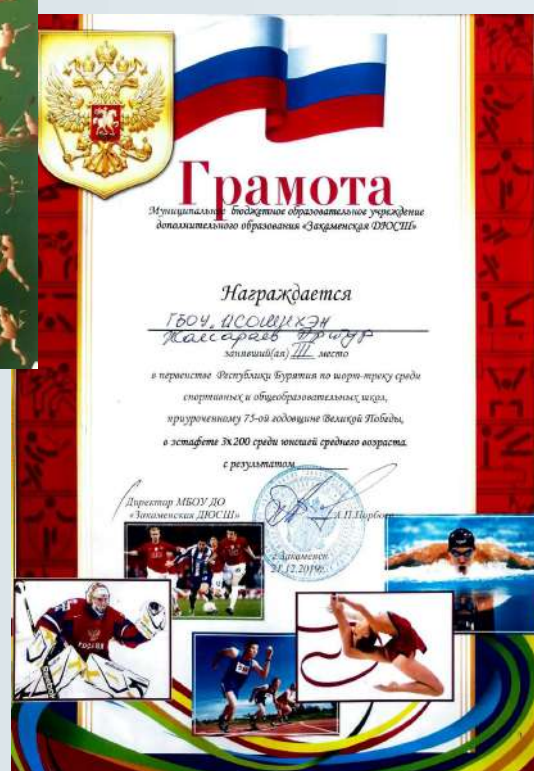 Грамота
Муниципальное бюджетное образовательное учреждение
дополнительного образования «Закаменская ДЮСШ»
Награждается
Артур
занявший(ая) III место
в первенстве Республики Бурятия по шорт-треку среди
спортивных и общеобразовательных школ,
приуроченному 75-ой годовщине Великой Победы,
в эстафете 3х200 среди юношей среднего возраста
с результатом
Директор МБОУ ДО
«Закаменская ДЮСШ»
г.Закаменск
21.12.2019г.
РОССИЯ